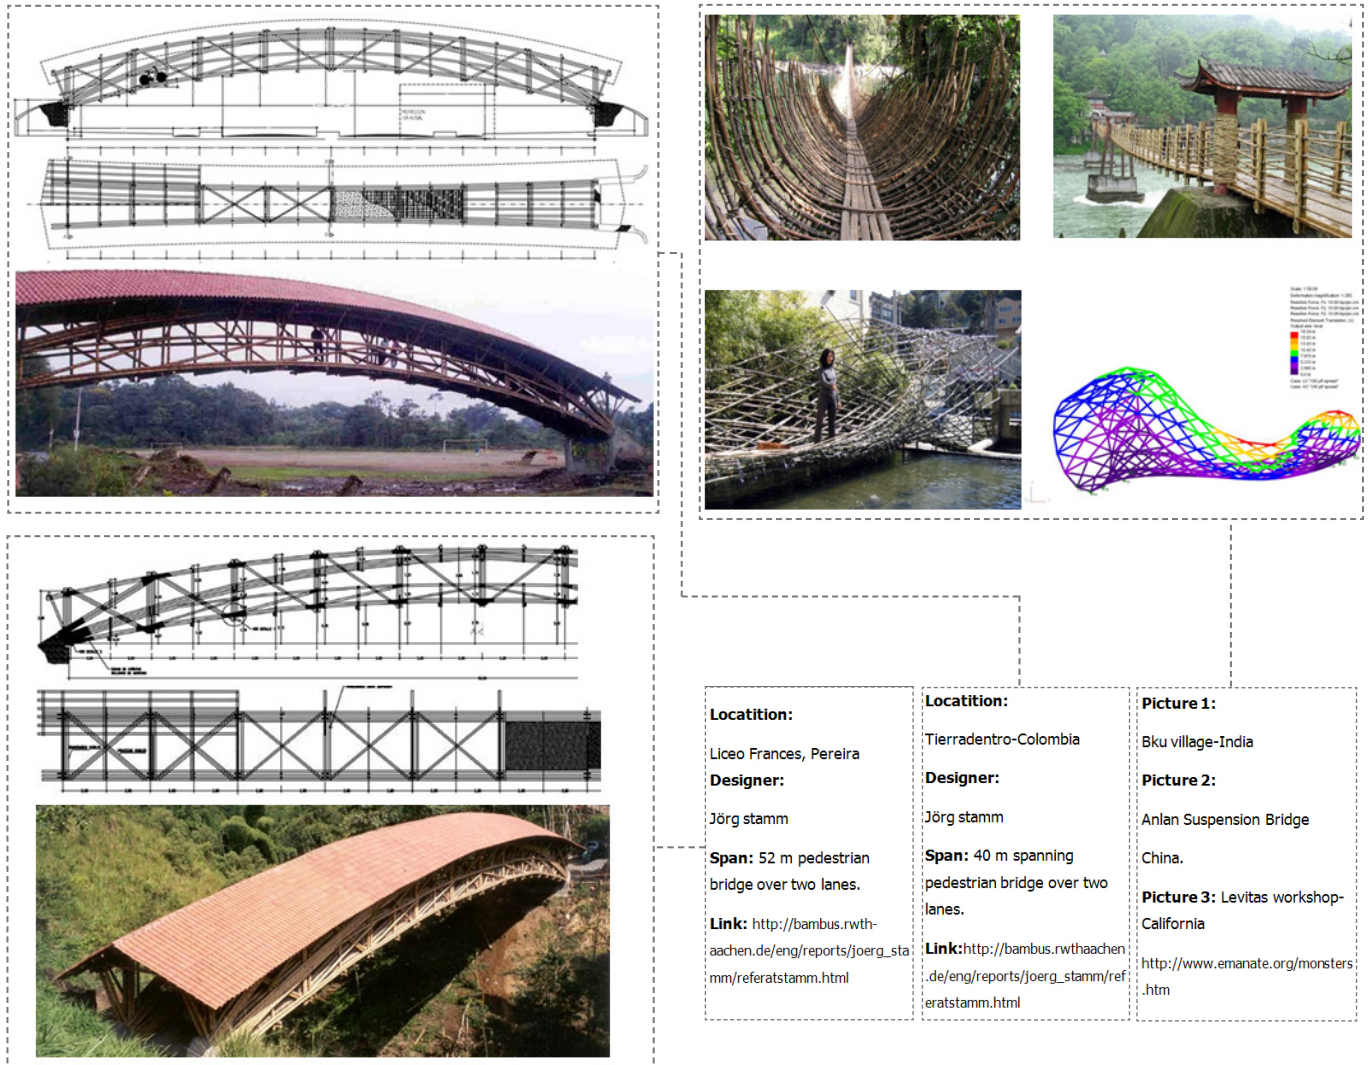 Locatition:
Liceo Frances, Pereira
Designer:
Jörg stamm
Span: 52 m pedestrian
bridge over two lanes.
Link: http://bambus.rwth-
aachen.de/eng/reports/joerg_sta
mm/referatstamm.html
Locatition:
Tierradentro-Colombia
Designer:
Jörg stamm
Span: 40 m spanning
pedestrian bridge over two
lanes.
Link:http://bambus.rwthaachen
.de/eng/reports/joerg_stamm/ref
eratstamm.html
Picture 1:
Bku village-India
Picture 2:
Anlan Suspension Bridge
China.
Picture 3: Levitas workshop-
California
http://www.emanate.org/monsters
.htm